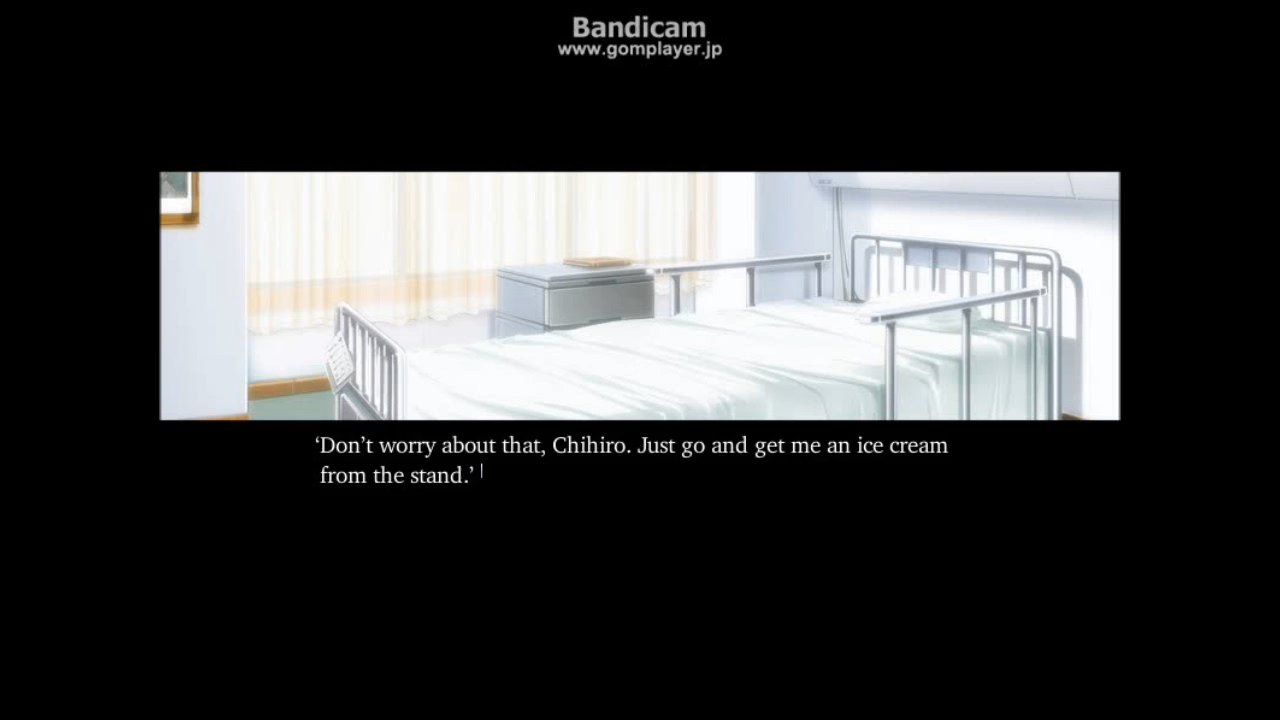 Bandicam
www.gomplayer.jp
‘Don’t worry about that, Chihiro. Just go and get me an ice cream
from the stand.’